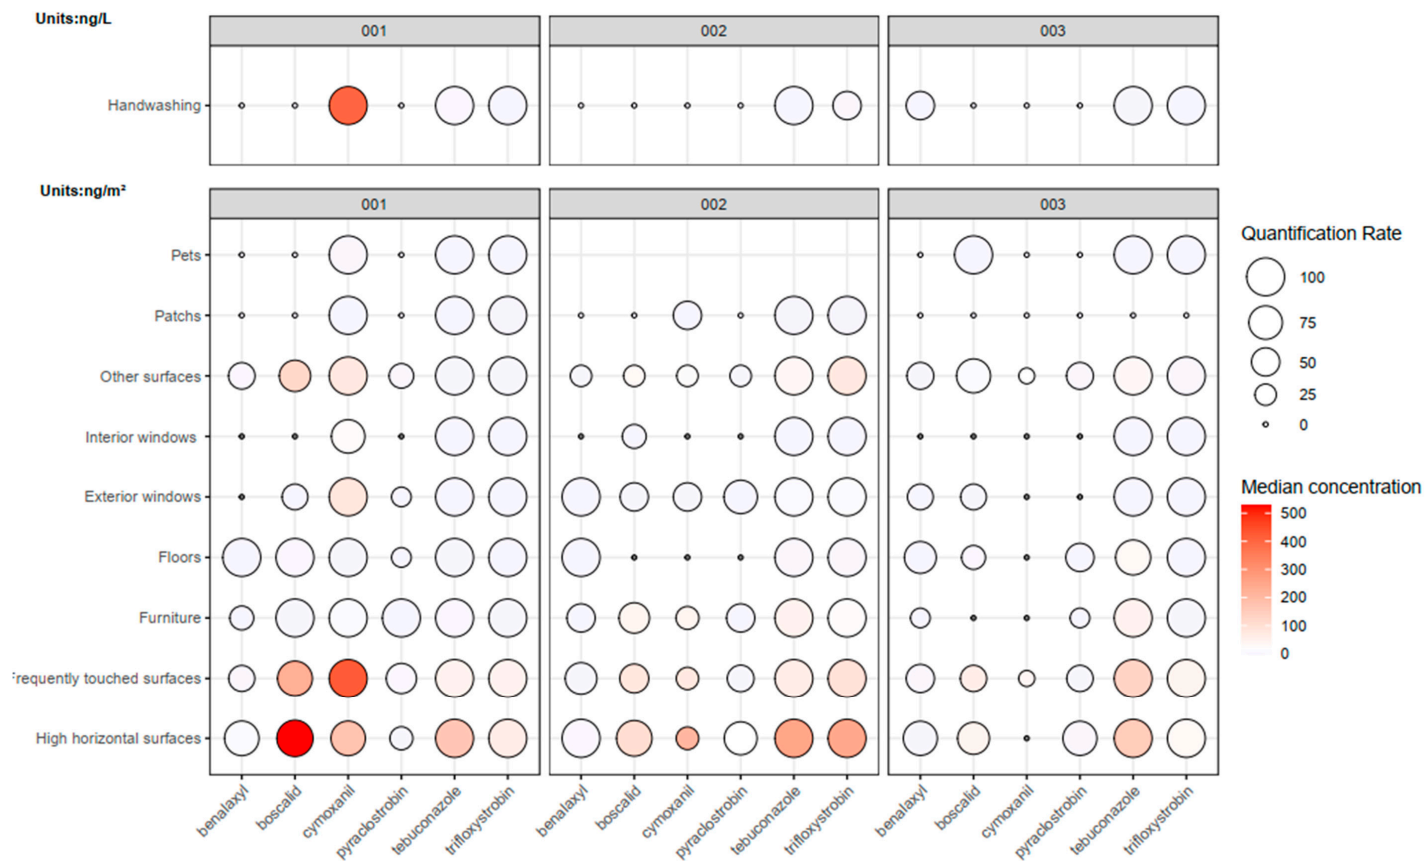 Units:ng/L
001 002 003
Handwashing
Units:ng/m²
001 002 003
Pets
Patchs
Other surfaces
Interior windows
Exterior windows
Floors
Furniture
requently touched surfaces
High horizontal surfaces
benalaxyl boscalid cymoxanil pyraclostrobin tebuconazole trifloxystrobin benalaxyl boscalid cymoxanil pyraclostrobin tebuconazole trifloxystrobin benalaxyl boscalid cymoxanil pyraclostrobin tebuconazole trifloxystrobin
Quantification Rate
100
75
50
25
0
Median concentration
500
400
300
200
100
0